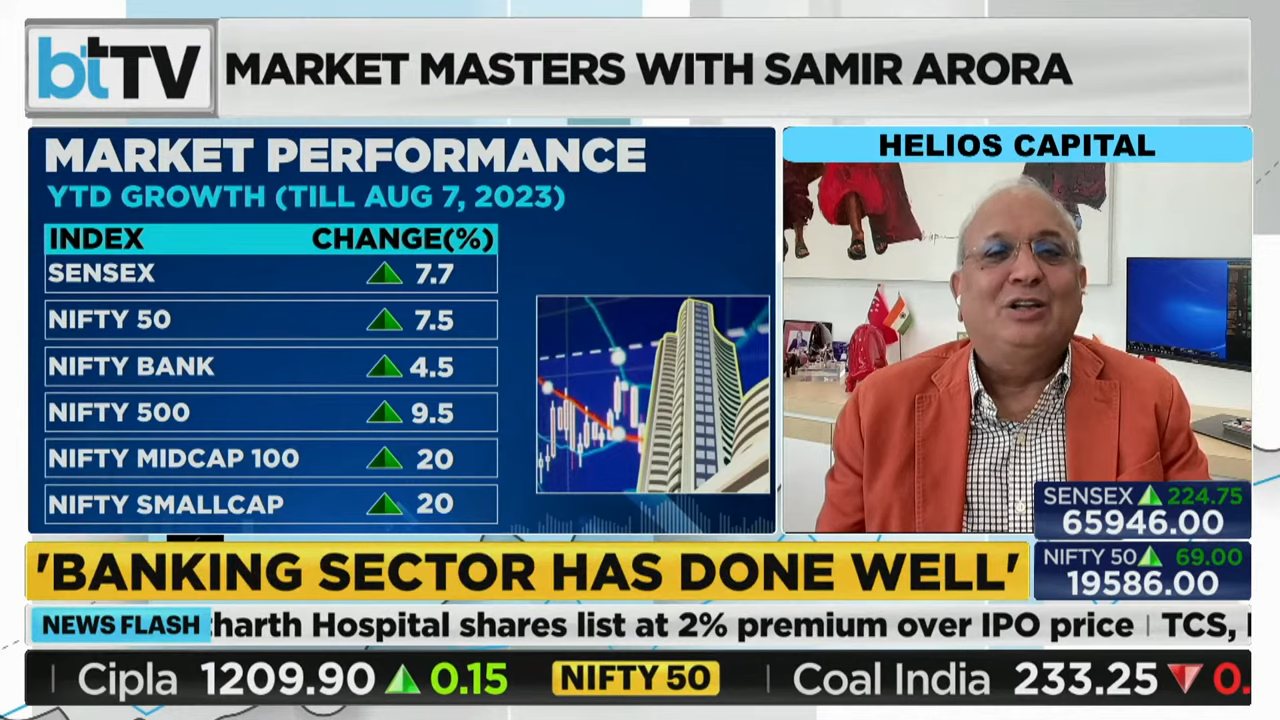 btTV
MARKET MASTERS WITH SAMIR ARORA
MARKET PERFORMANCE
YTD GROWTH (TILL AUG 7, 2023)
INDEX CHANGE(%)
SENSEX 7.7
NIFTY 50 7.5
NIFTY BANK 4.5
NIFTY 500 9.5
NIFTY MIDCAP 100 20
NIFTY SMALLCAP 20
HELIOS CAPITAL
SENSEX 224.75
65946.00
NIFTY 50 69.00
19586.00
'BANKING SECTOR HAS DONE WELL'
NEWS FLASH harth Hospital shares list at 2% premium over IPO price | TCS,
Cipla 1209.90 0.15 NIFTY 50 Coal India 233.25 0.